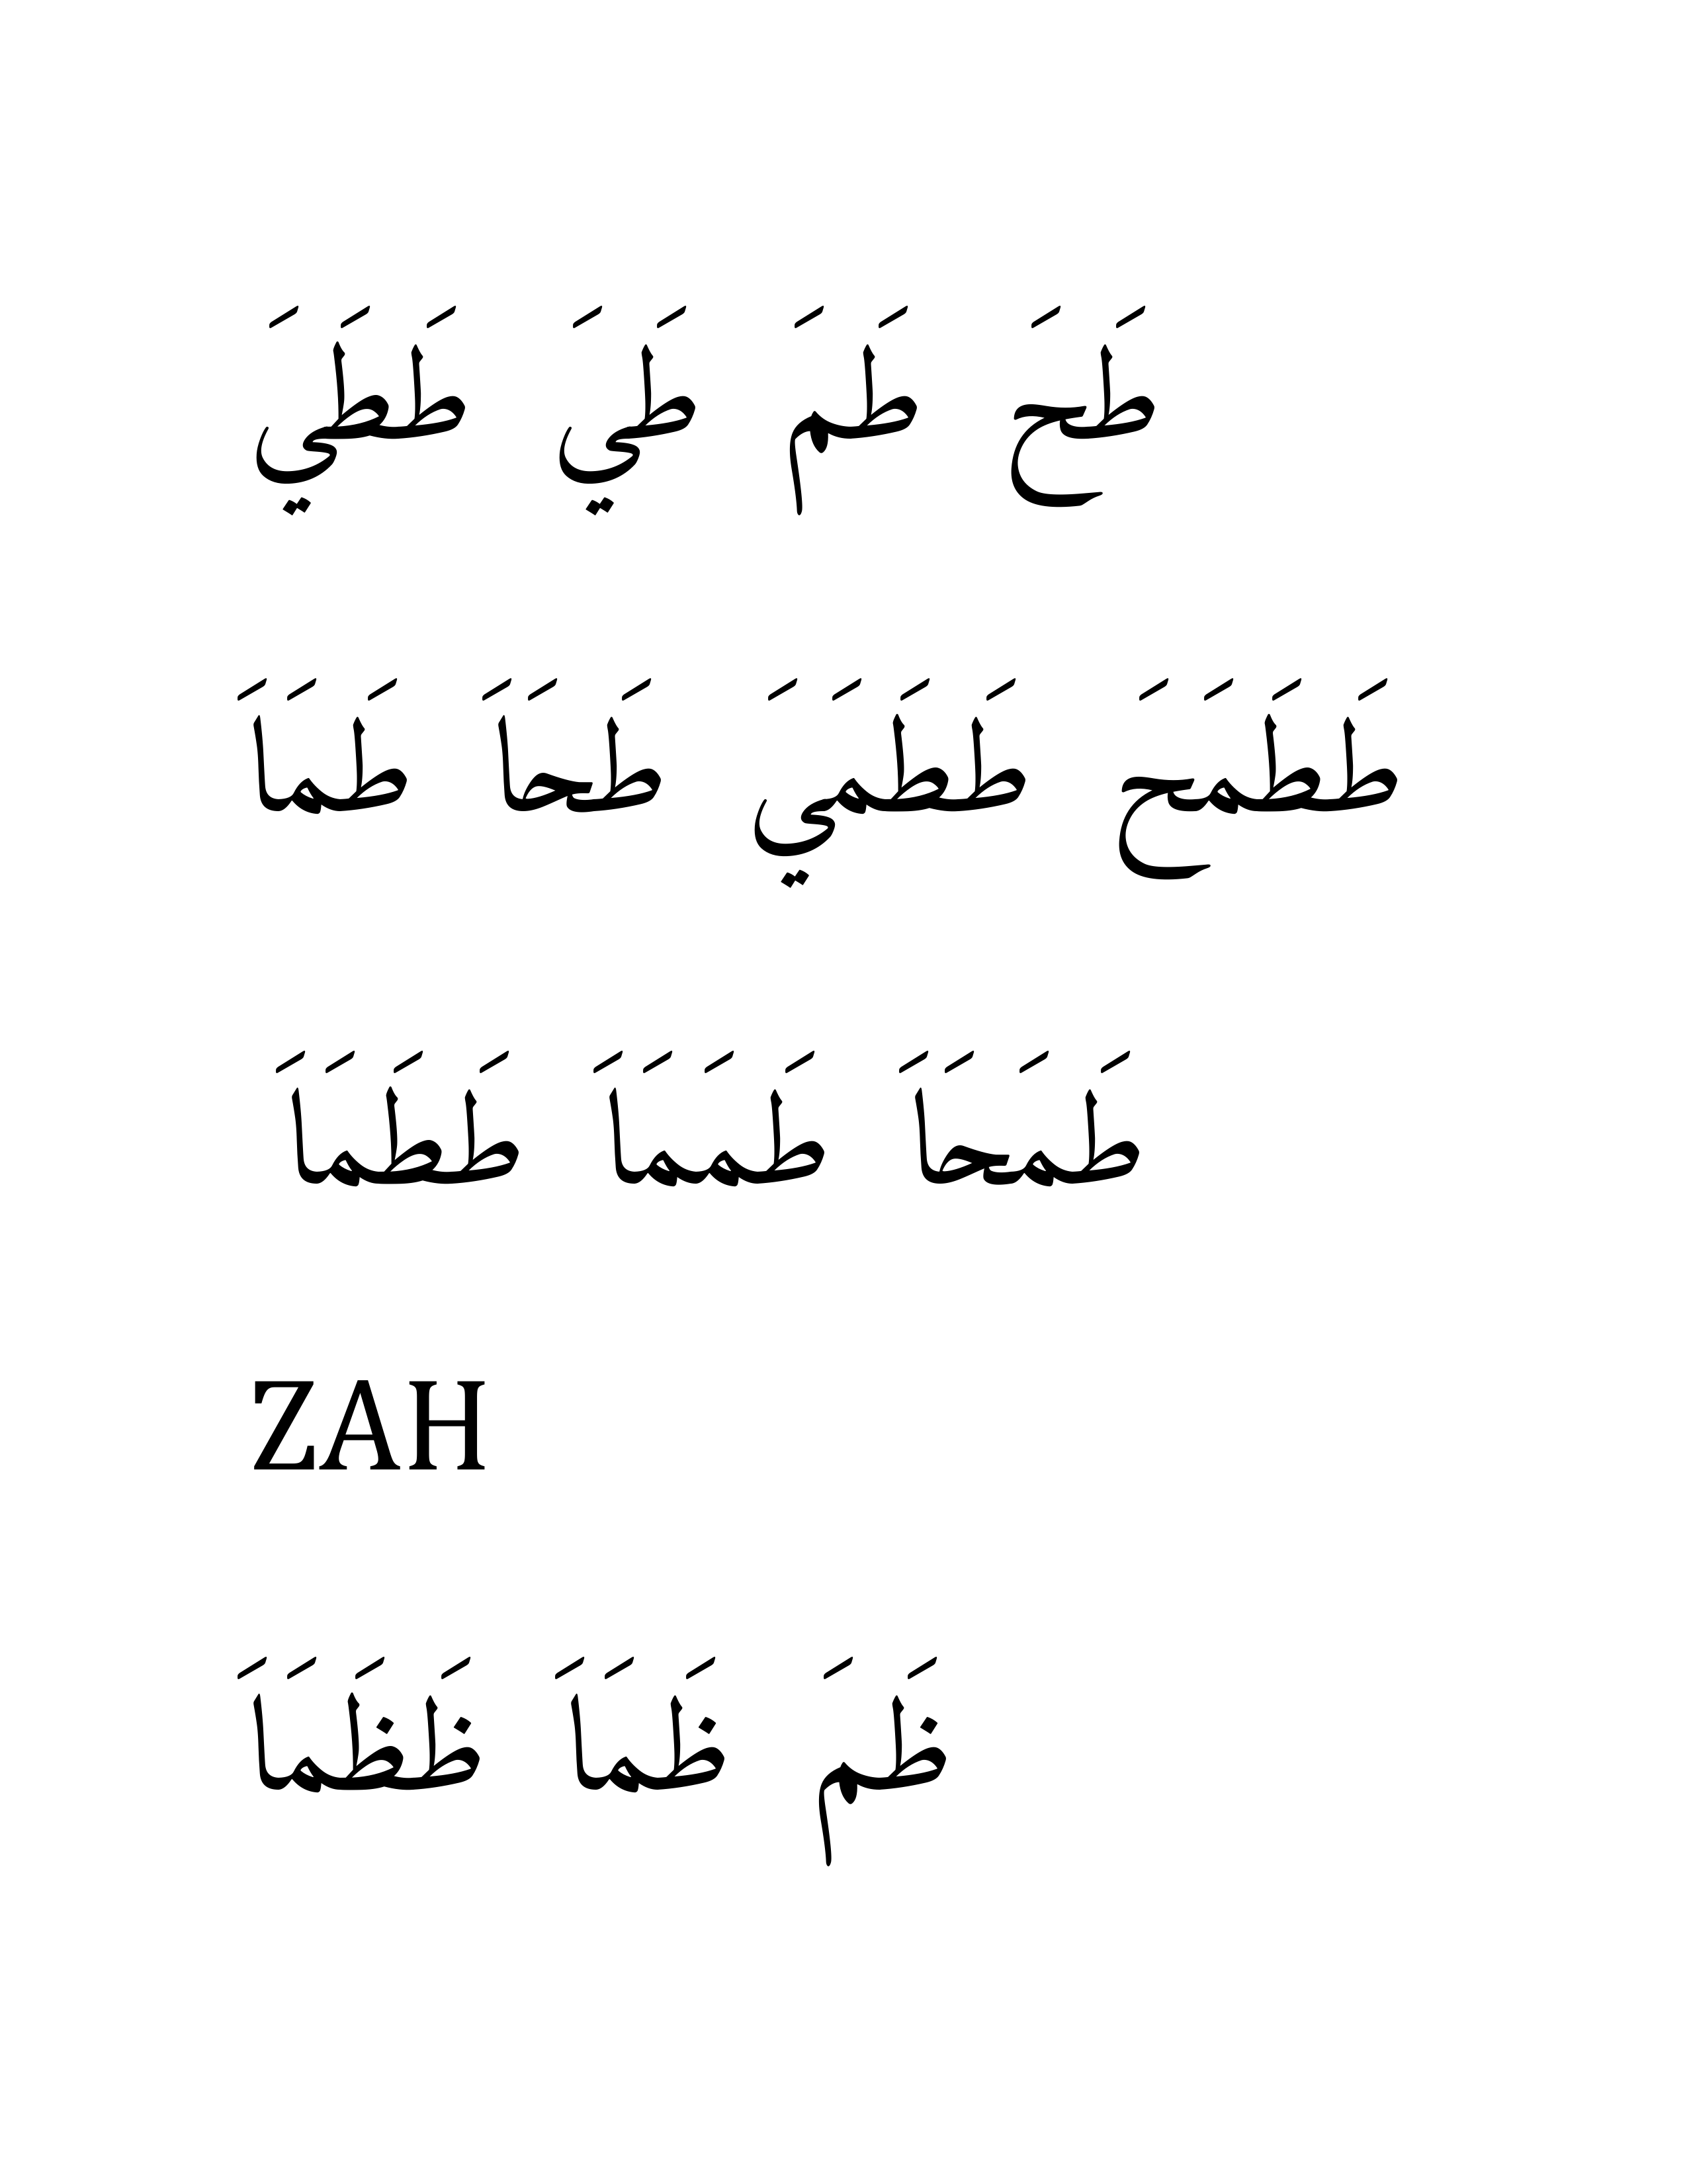 طَحَ طَمَ طَيَ طَطَيَ
طَطَمَحَ طَطَمَيَ طَحَاَ طَمَاَ
طَمَحَاَ طَمَمَاَ طَطَمَاَ
ZAH
ظَمَ ظَمَاَ ظَظَمَاَ